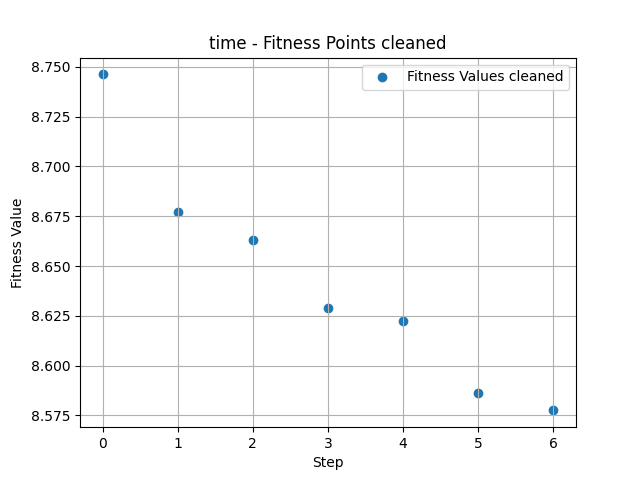 time - Fitness Points cleaned
Fitness Values cleaned
Fitness Value
8.750
8.725
8.700
8.675
8.650
8.625
8.600
8.575
0 1 2 3 4 5 6
Step